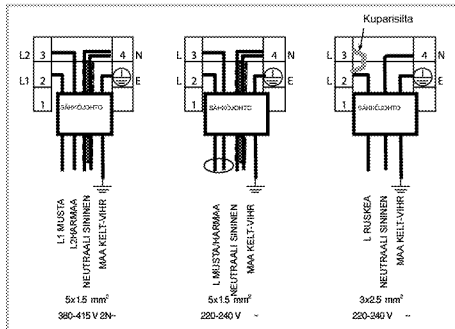 Kuparisilta
L2 3 4 N
L1 2 E
1
SÄHKÖJOHTO
L1 MUSTA
L2HARMAA
NEUTRAALI SININEN
MAA KELT-VIHR
5x1.5 mm²
380-415 V 2N~
L 3 4 N
L 2 E
1
SÄHKÖJOHTO
L MUSTA/HARMAA
NEUTRAALI SININEN
MAA KELT-VIHR
5x1.5 mm²
220-240 V ~
L 3 4 N
L 2 E
1
SÄHKÖJOHTO
L RUSKEA
NEUTRAALI SININEN
MAA KELT-VIHR
3x2.5 mm²
220-240 V ~